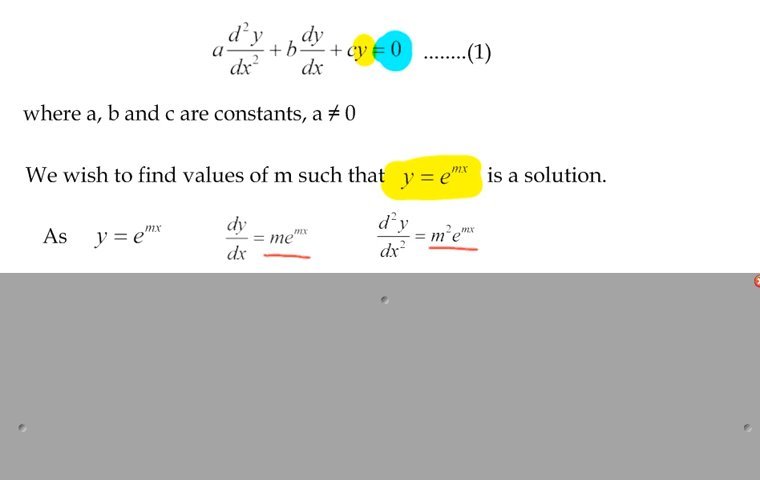 a d²y/dx² + b dy/dx + cy = 0 ........(1)
where a, b and c are constants, a ≠ 0
We wish to find values of m such that y = e^{mx} is a solution.
As y = e^{mx} dy/dx = me^{mx} d²y/dx² = m²e^{mx}